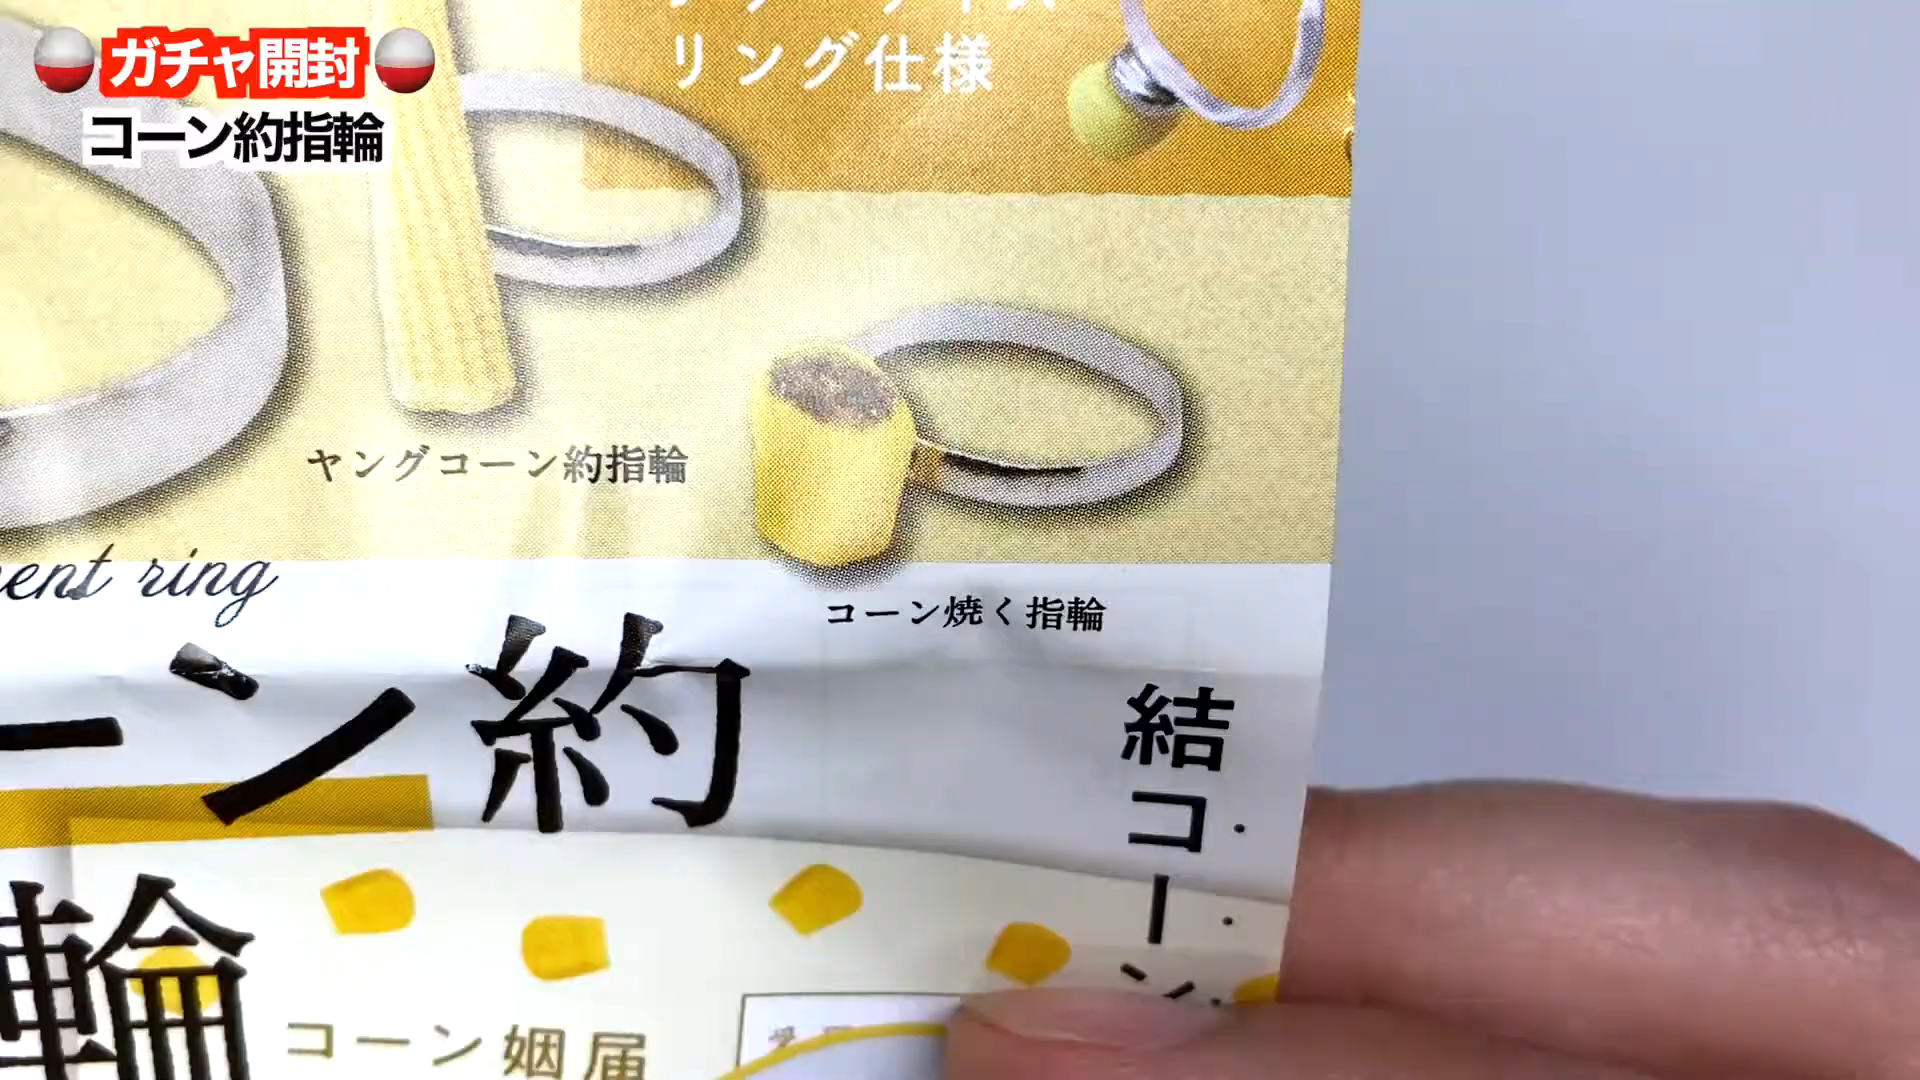 ガチャ開封
コーン約指輪
リング仕様
ヤングコーン約指輪
コーン焼く指輪
ent ring
ーン約
輪
結コーン
コーン姻届